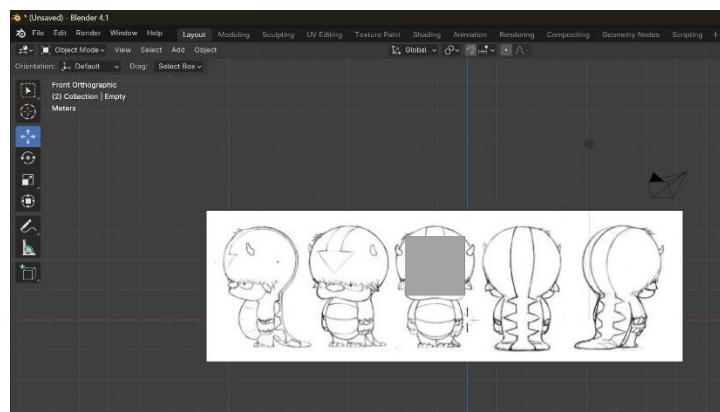 * (Unsaved) - Blender 4.1
File Edit Render Window Help Layout Modeling Sculpting UV Editing Texture Paint Shading Animation Rendering Compositing Geometry Nodes Scripting +
Object Mode View Select Add Object Global
Orientation: Default Drag: Select Box
Front Orthographic
(2) Collection | Empty
Meters